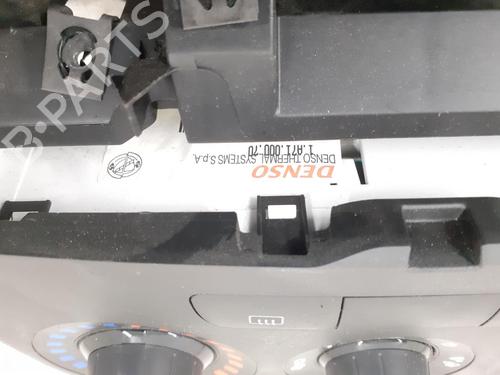 DENSO
DENSO THERMAL SYSTEMS S.p.A.
1.A71.000.70
B-PARTS